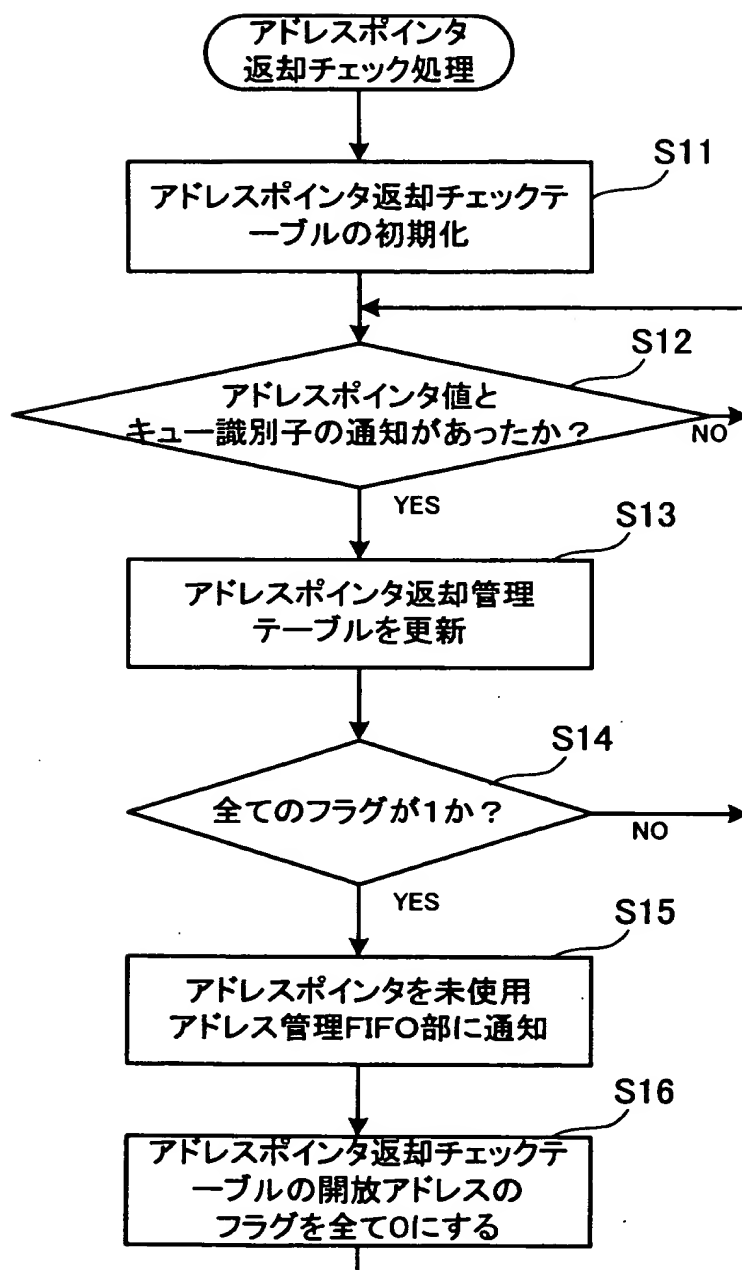 アドレスポインタ
返却チェック処理
S11
アドレスポインタ返却チェックテ
ーブルの初期化
S12
アドレスポインタ値と
キュー識別子の通知があったか？
NO
YES
S13
アドレスポインタ返却管理
テーブルを更新
S14
全てのフラグが1か？
NO
YES
S15
アドレスポインタを未使用
アドレス管理FIFO部に通知
S16
アドレスポインタ返却チェックテ
ーブルの開放アドレスの
フラグを全て0にする